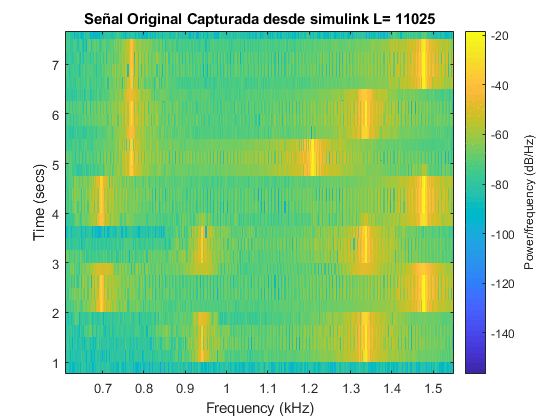 Señal Original Capturada desde simulink L= 11025
7
6
5
4
3
2
1
Time (secs)
0.7 0.8 0.9 1 1.1 1.2 1.3 1.4 1.5
Frequency (kHz)
-20
-40
-60
-80
-100
-120
-140
Power/frequency (dB/Hz)